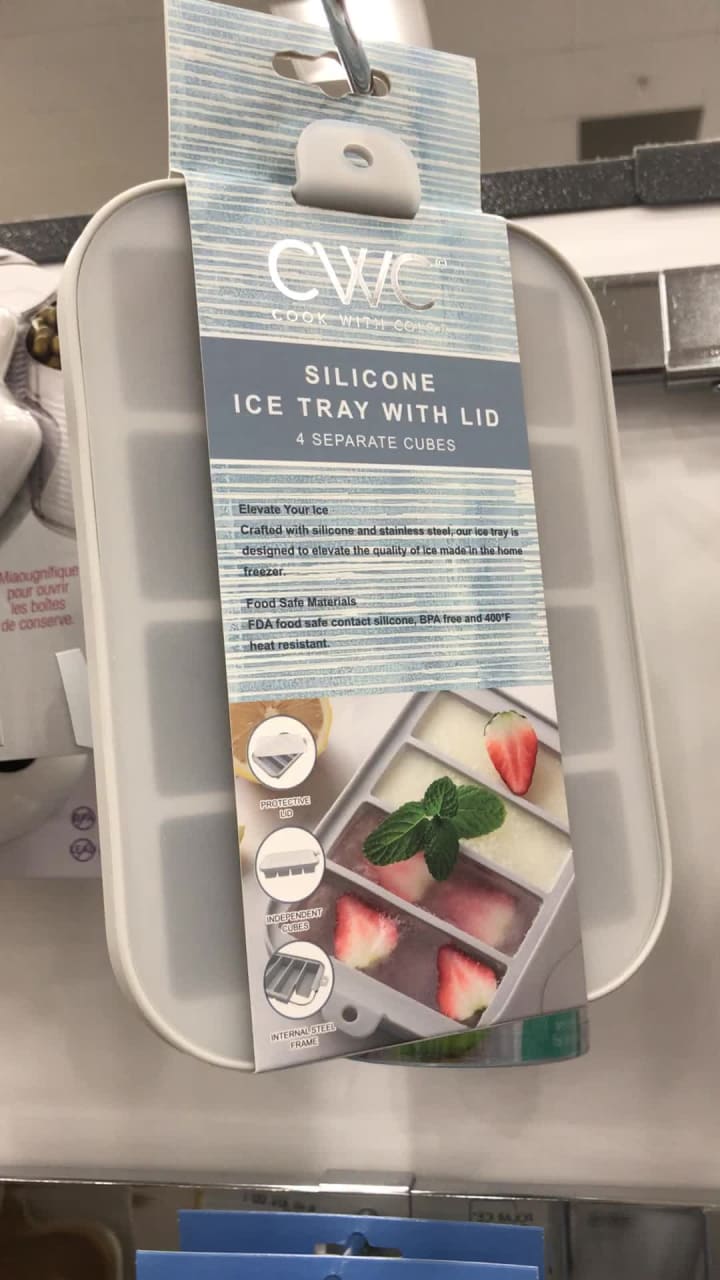 CWC
COOK WITH COLOR
SILICONE
ICE TRAY WITH LID
4 SEPARATE CUBES
Elevate Your Ice
Crafted with silicone and stainless steel, our ice tray is
designed to elevate the quality of ice made in the home
freezer.
Food Safe Materials
FDA food safe contact silicone, BPA free and 400°F
heat resistant.
PROTECTIVE
LID
INDEPENDENT
CUBES
INTERNAL STEEL
FRAME
Miaougnifique
pour ouvrir
les boîtes
de conserve.
BPA